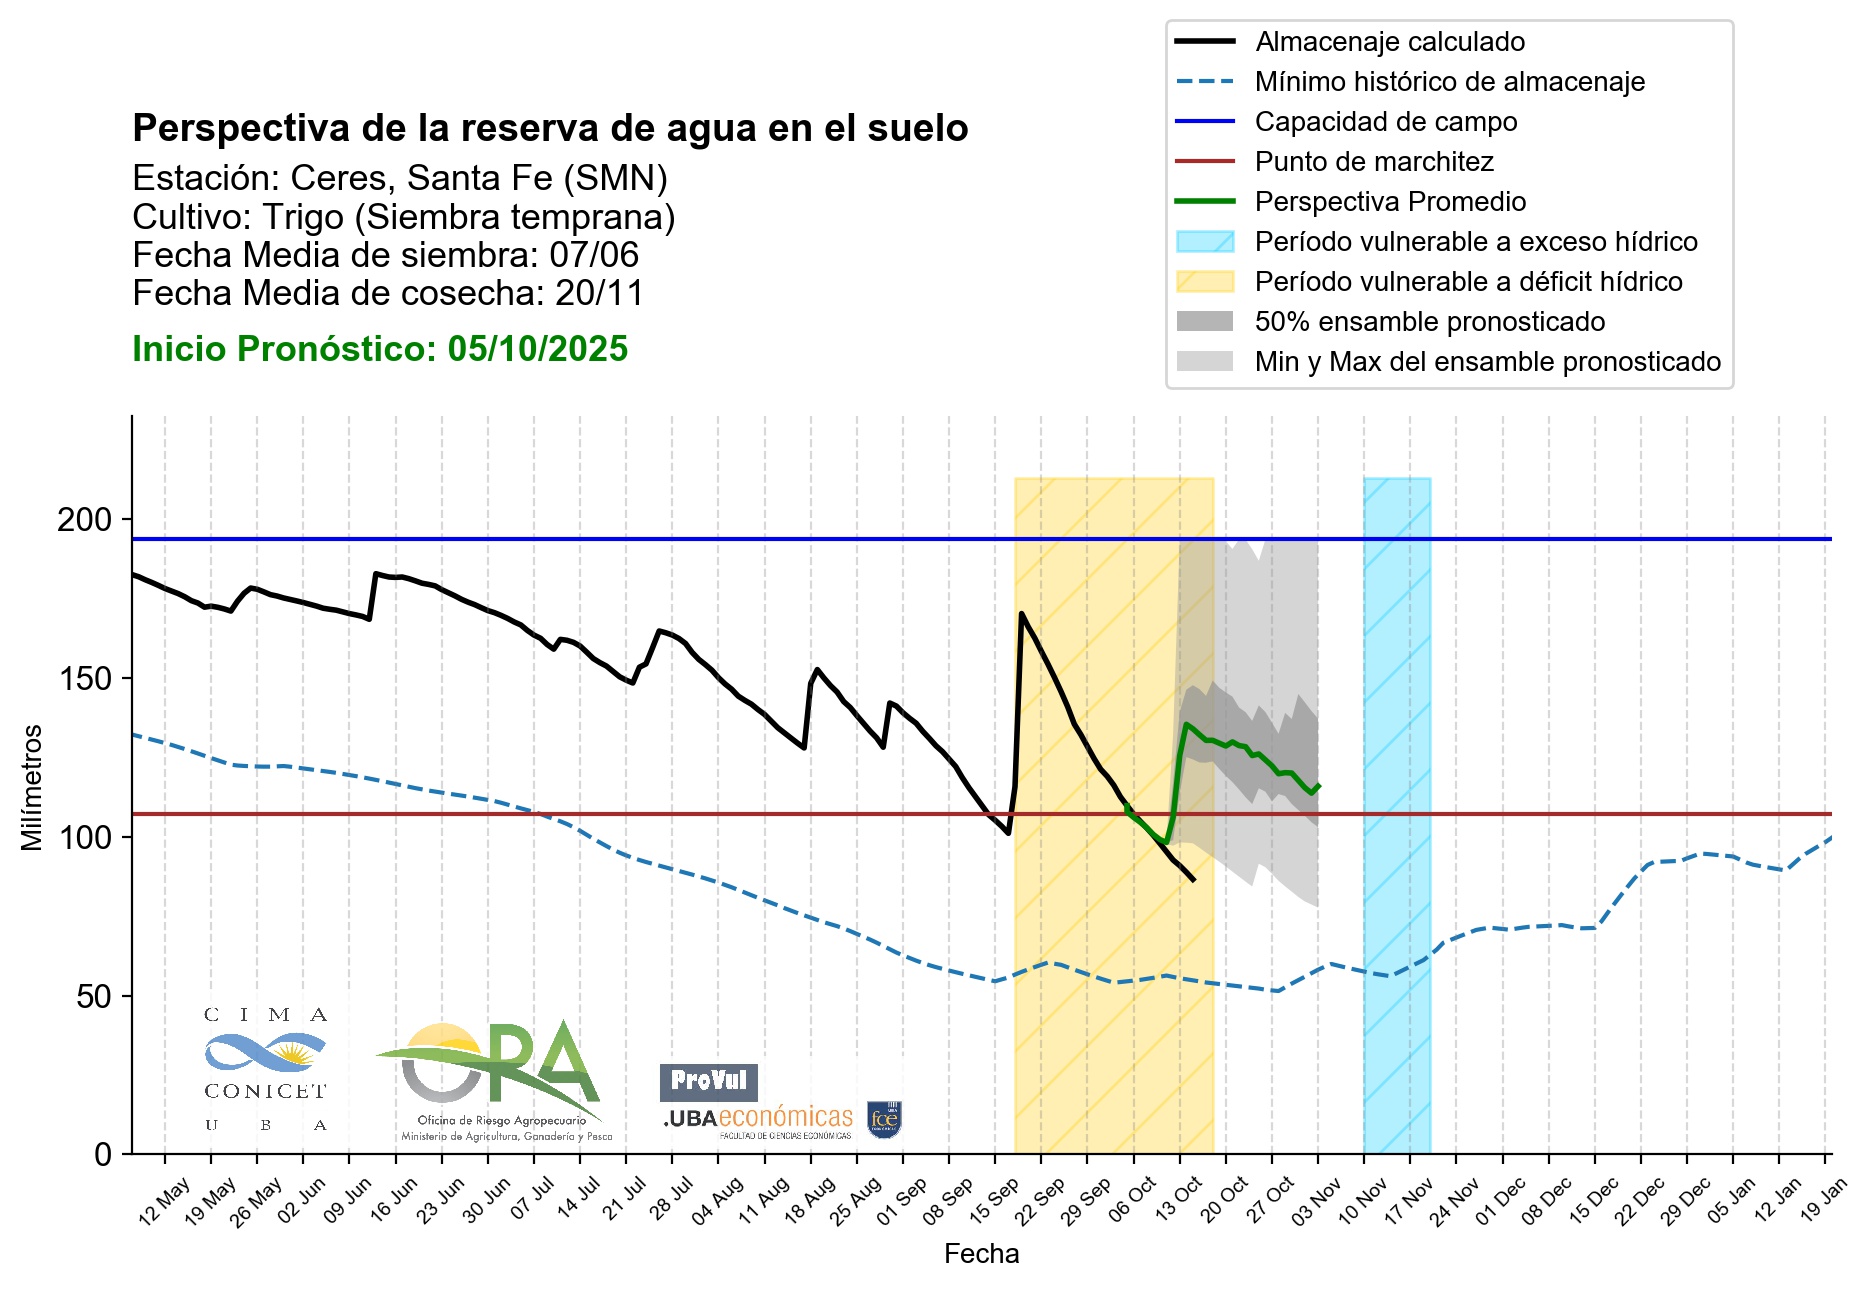 Almacenaje calculado
Mínimo histórico de almacenaje
Capacidad de campo
Punto de marchitez
Perspectiva Promedio
Período vulnerable a exceso hídrico
Período vulnerable a déficit hídrico
50% ensamble pronosticado
Min y Max del ensamble pronosticado
Perspectiva de la reserva de agua en el suelo
Estación: Ceres, Santa Fe (SMN)
Cultivo: Trigo (Siembra temprana)
Fecha Media de siembra: 07/06
Fecha Media de cosecha: 20/11
Inicio Pronóstico: 05/10/2025
Milímetros
200
150
100
50
0
CIMA
CONICET
UBA
ORA
Oficina de Riesgo Agropecuario
Ministerio de Agricultura, Ganadería y Pesca
ProVul
.UBAeconómicas
FACULTAD DE CIENCIAS ECONÓMICAS
UBA
fce
ECONÓMICAS
12 May
19 May
26 May
02 Jun
09 Jun
16 Jun
23 Jun
30 Jun
07 Jul
14 Jul
21 Jul
28 Jul
04 Aug
11 Aug
18 Aug
25 Aug
01 Sep
08 Sep
15 Sep
22 Sep
29 Sep
06 Oct
13 Oct
20 Oct
27 Oct
03 Nov
10 Nov
17 Nov
24 Nov
01 Dec
08 Dec
15 Dec
22 Dec
29 Dec
05 Jan
12 Jan
19 Jan
Fecha